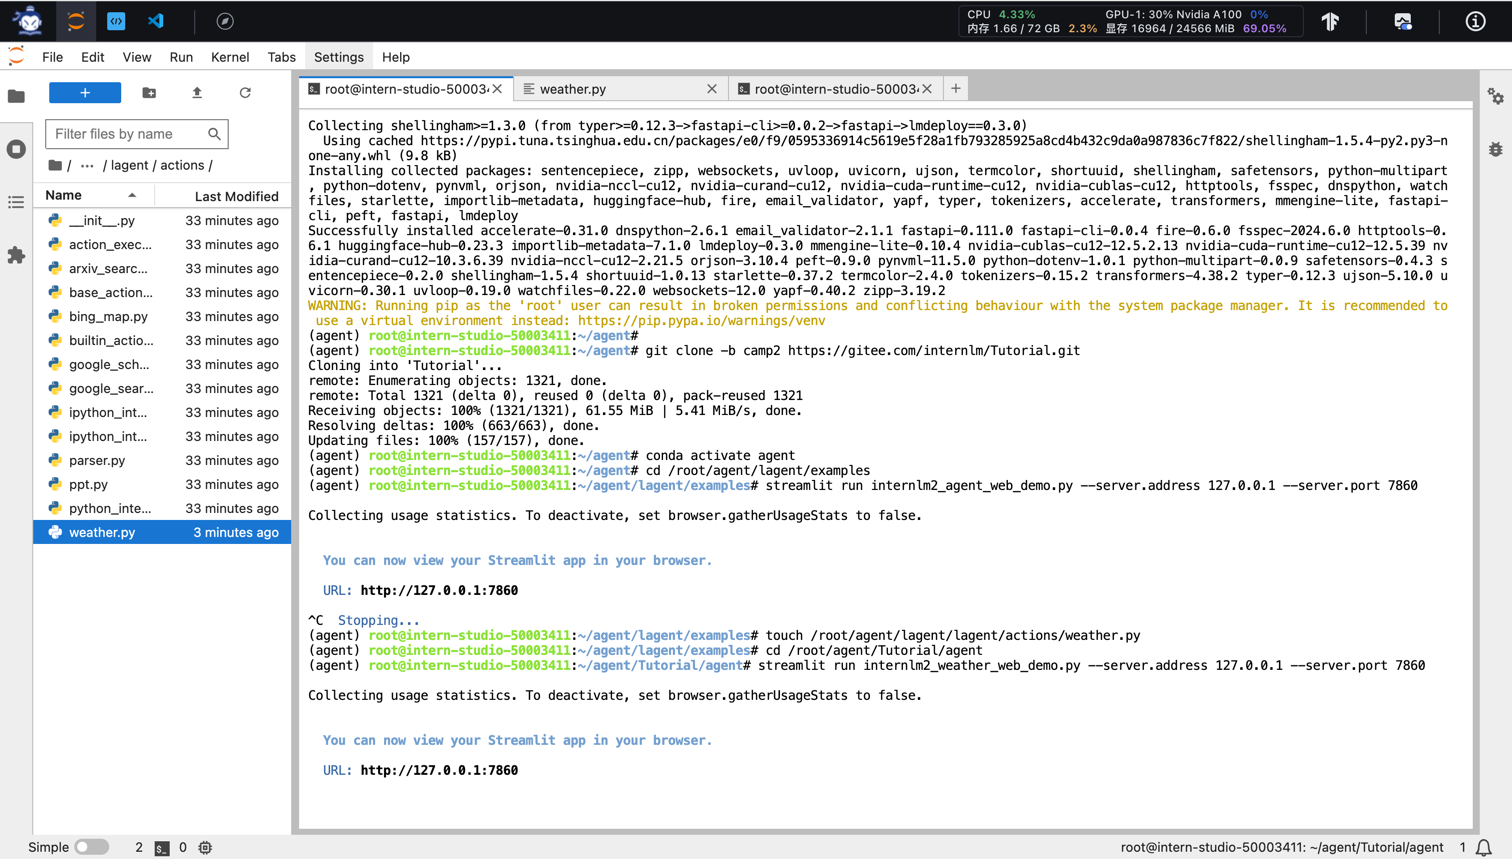 CPU 4.33% GPU-1: 30% Nvidia A100 0%
内存 1.66 / 72 GB 2.3% 显存 16964 / 24566 MiB 69.05%
File Edit View Run Kernel Tabs Settings Help
root@intern-studio-50003 weather.py root@intern-studio-50003
Filter files by name
/ ··· / lagent / actions /
Name Last Modified
__init__.py 33 minutes ago
action_exec... 33 minutes ago
arxiv_searc... 33 minutes ago
base_action... 33 minutes ago
bing_map.py 33 minutes ago
builtin_actio... 33 minutes ago
google_sch... 33 minutes ago
google_sear... 33 minutes ago
ipython_int... 33 minutes ago
ipython_int... 33 minutes ago
parser.py 33 minutes ago
ppt.py 33 minutes ago
python_inte... 33 minutes ago
weather.py 3 minutes ago
Collecting shellingham>=1.3.0 (from typer>=0.12.3->fastapi-cli>=0.0.2->fastapi->lmdeploy==0.3.0)
Using cached https://pypi.tuna.tsinghua.edu.cn/packages/e0/f9/0595336914c5619e5f28a1fb793285925a8cd4b432c9da0a987836c7f822/shellingham-1.5.4-py2.py3-n
one-any.whl (9.8 kB)
Installing collected packages: sentencepiece, zipp, websockets, uvloop, uvicorn, ujson, termcolor, shortuuid, shellingham, safetensors, python-multipart
, python-dotenv, pynvml, orjson, nvidia-nccl-cu12, nvidia-curand-cu12, nvidia-cuda-runtime-cu12, nvidia-cublas-cu12, httptools, fsspec, dnspython, watch
files, starlette, importlib-metadata, huggingface-hub, fire, email_validator, yapf, typer, tokenizers, accelerate, transformers, mmengine-lite, fastapi-
cli, peft, fastapi, lmdeploy
Successfully installed accelerate-0.31.0 dnspython-2.6.1 email_validator-2.1.1 fastapi-0.111.0 fastapi-cli-0.0.4 fire-0.6.0 fsspec-2024.6.0 httptools-0.
6.1 huggingface-hub-0.23.3 importlib-metadata-7.1.0 lmdeploy-0.3.0 mmengine-lite-0.10.4 nvidia-cublas-cu12-12.5.2.13 nvidia-cuda-runtime-cu12-12.5.39 nv
idia-curand-cu12-10.3.6.39 nvidia-nccl-cu12-2.21.5 orjson-3.10.4 peft-0.9.0 pynvml-11.5.0 python-dotenv-1.0.1 python-multipart-0.0.9 safetensors-0.4.3 s
entencepiece-0.2.0 shellingham-1.5.4 shortuuid-1.0.13 starlette-0.37.2 termcolor-2.4.0 tokenizers-0.15.2 transformers-4.38.2 typer-0.12.3 ujson-5.10.0 u
vicorn-0.30.1 uvloop-0.19.0 watchfiles-0.22.0 websockets-12.0 yapf-0.40.2 zipp-3.19.2
WARNING: Running pip as the 'root' user can result in broken permissions and conflicting behaviour with the system package manager. It is recommended to
use a virtual environment instead: https://pip.pypa.io/warnings/venv
(agent) root@intern-studio-50003411:~/agent#
(agent) root@intern-studio-50003411:~/agent# git clone -b camp2 https://gitee.com/internlm/Tutorial.git
Cloning into 'Tutorial'...
remote: Enumerating objects: 1321, done.
remote: Total 1321 (delta 0), reused 0 (delta 0), pack-reused 1321
Receiving objects: 100% (1321/1321), 61.55 MiB | 5.41 MiB/s, done.
Resolving deltas: 100% (663/663), done.
Updating files: 100% (157/157), done.
(agent) root@intern-studio-50003411:~/agent# conda activate agent
(agent) root@intern-studio-50003411:~/agent# cd /root/agent/lagent/examples
(agent) root@intern-studio-50003411:~/agent/lagent/examples# streamlit run internlm2_agent_web_demo.py --server.address 127.0.0.1 --server.port 7860
Collecting usage statistics. To deactivate, set browser.gatherUsageStats to false.
You can now view your Streamlit app in your browser.
URL: http://127.0.0.1:7860
^C Stopping...
(agent) root@intern-studio-50003411:~/agent/lagent/examples# touch /root/agent/lagent/lagent/actions/weather.py
(agent) root@intern-studio-50003411:~/agent/lagent/examples# cd /root/agent/Tutorial/agent
(agent) root@intern-studio-50003411:~/agent/Tutorial/agent# streamlit run internlm2_weather_web_demo.py --server.address 127.0.0.1 --server.port 7860
Collecting usage statistics. To deactivate, set browser.gatherUsageStats to false.
You can now view your Streamlit app in your browser.
URL: http://127.0.0.1:7860
Simple 2 0 root@intern-studio-50003411: ~/agent/Tutorial/agent 1